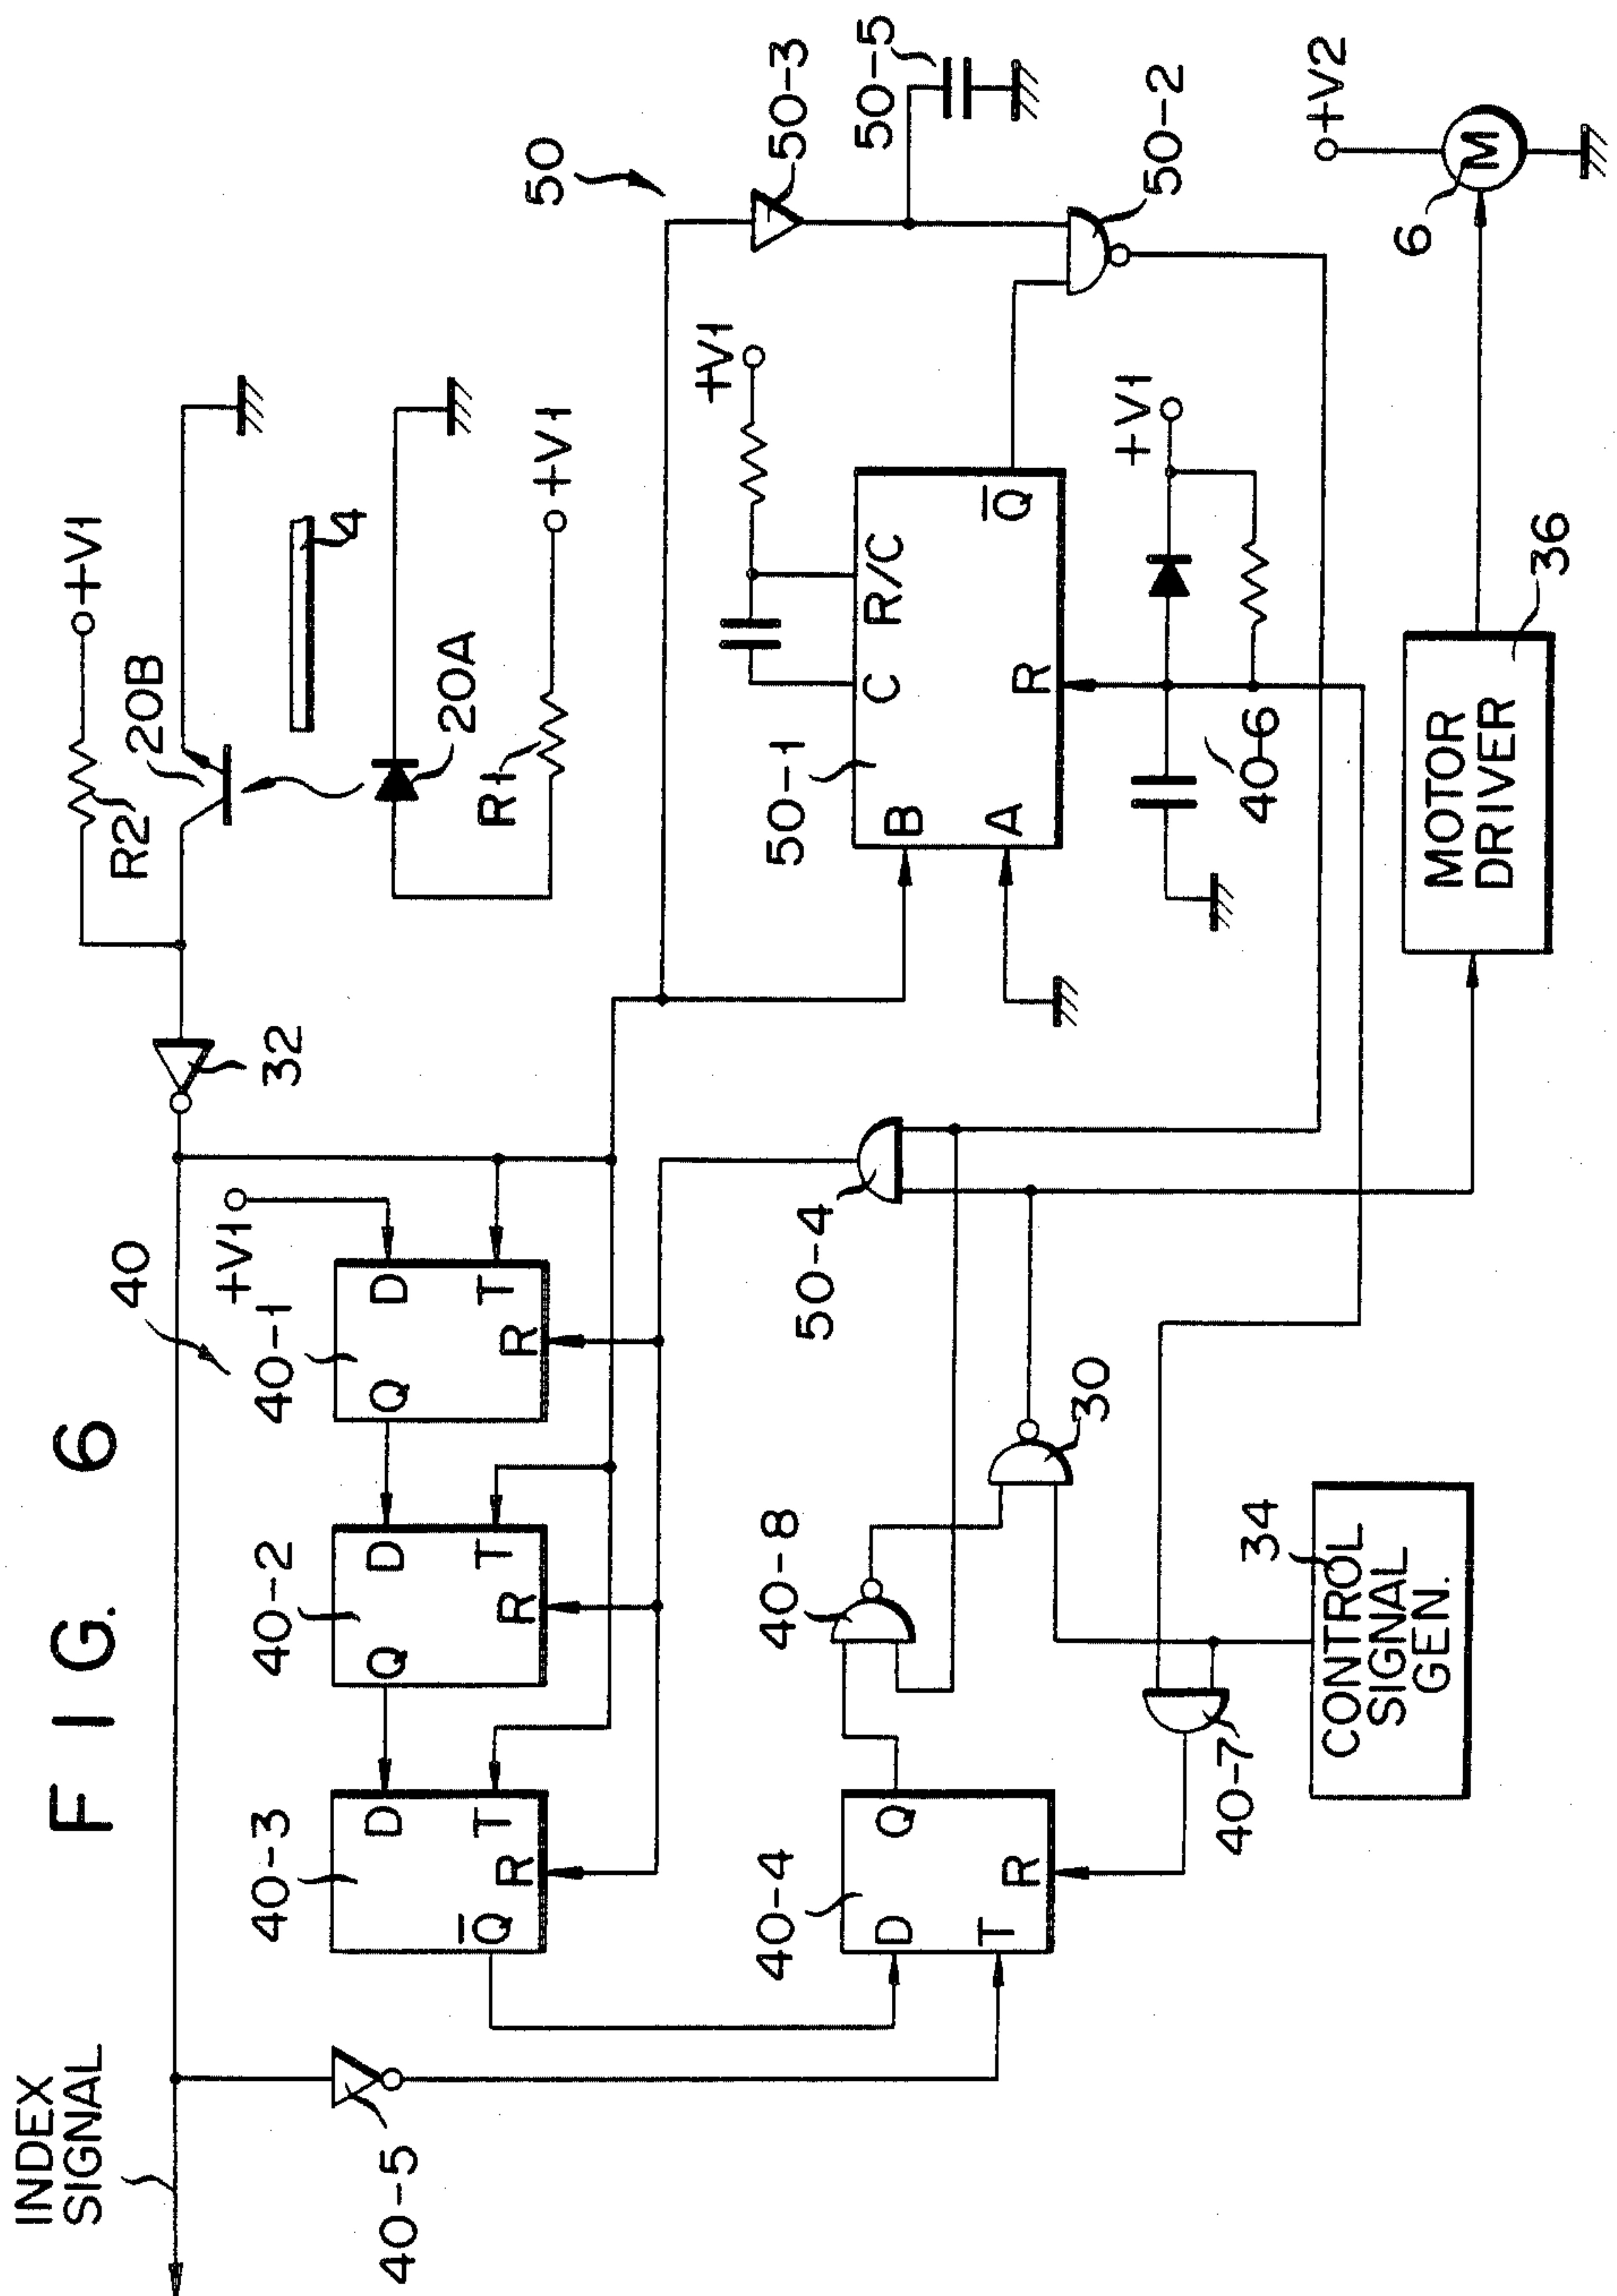 FIG. 6
INDEX
SIGNAL
40
+V1
32
R2
20B
+V1
4
20A
R1
+V1
40-5
40-3
D
T
R
Q̅
40-2
D
T
R
Q
40-1
D
T
R
Q
50
50-3
50-5
50-2
50-1
B
A
C
R/C
R
Q̅
+V1
+V1
40-6
50-4
40-4
D
T
R
Q
40-8
30
40-7
CONTROL
SIGNAL
GEN.
34
MOTOR
DRIVER
36
+V2
6
M